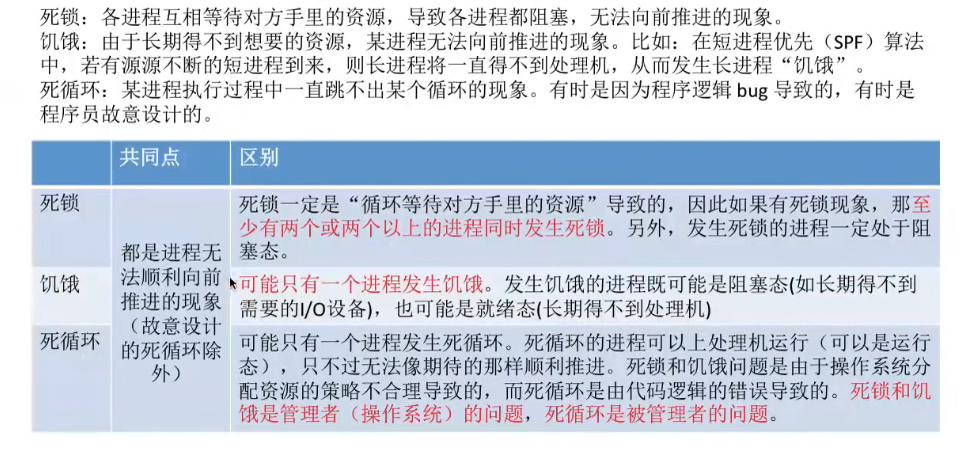 死锁：各进程互相等待对方手里的资源，导致各进程都阻塞，无法向前推进的现象。
饥饿：由于长期得不到想要的资源，某进程无法向前推进的现象。比如：在短进程优先（SPF）算法
中，若有源源不断的短进程到来，则长进程将一直得不到处理机，从而发生长进程“饥饿”。
死循环：某进程执行过程中一直跳不出某个循环的现象。有时是因为程序逻辑 bug 导致的，有时是
程序员故意设计的。
共同点
区别
死锁
都是进程无
法顺利向前
推进的现象
（故意设计
的死循环除
外）
死锁一定是“循环等待对方手里的资源”导致的，因此如果有死锁现象，那至
少有两个或两个以上的进程同时发生死锁。另外，发生死锁的进程一定处于阻
塞态。
饥饿
可能只有一个进程发生饥饿。发生饥饿的进程既可能是阻塞态(如长期得不到
需要的I/O设备)，也可能是就绪态(长期得不到处理机)
死循环
可能只有一个进程发生死循环。死循环的进程可以上处理机运行（可以是运行
态），只不过无法像期待的那样顺利推进。死锁和饥饿问题是由于操作系统分
配资源的策略不合理导致的，而死循环是由代码逻辑的错误导致的。死锁和饥
饿是管理者（操作系统）的问题，死循环是被管理者的问题。